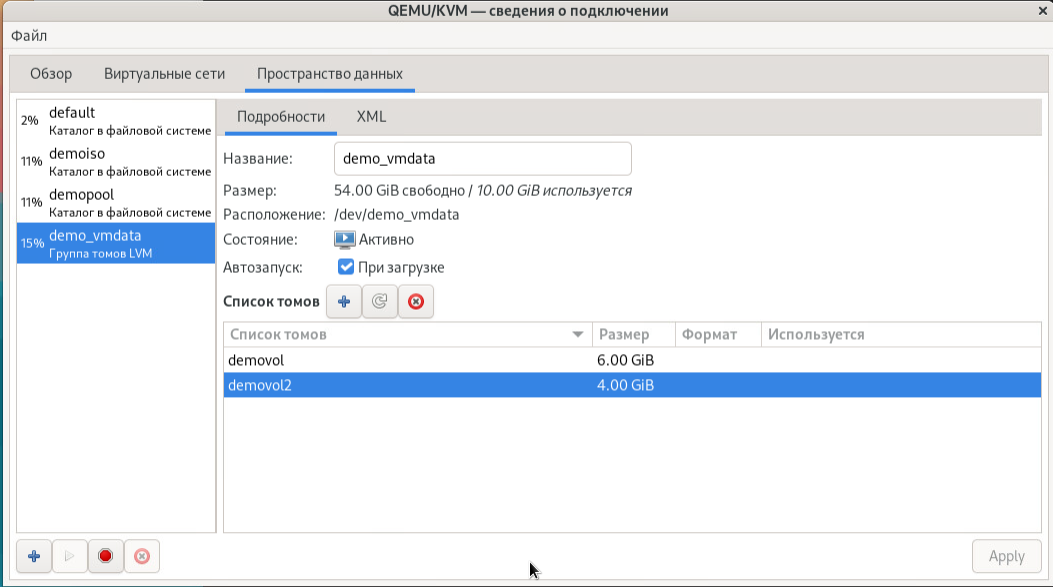 QEMU/KVM — сведения о подключении
Файл
Обзор Виртуальные сети Пространство данных
2% default
Каталог в файловой системе
11% demoiso
Каталог в файловой системе
11% demopool
Каталог в файловой системе
15% demo_vmdata
Группа томов LVM
Подробности XML
Название: demo_vmdata
Размер: 54.00 GiB свободно / 10.00 GiB используется
Расположение: /dev/demo_vmdata
Состояние: Активно
Автозапуск: При загрузке
Список томов
Список томов Размер Формат Используется
demovol 6.00 GiB
demovol2 4.00 GiB
Apply